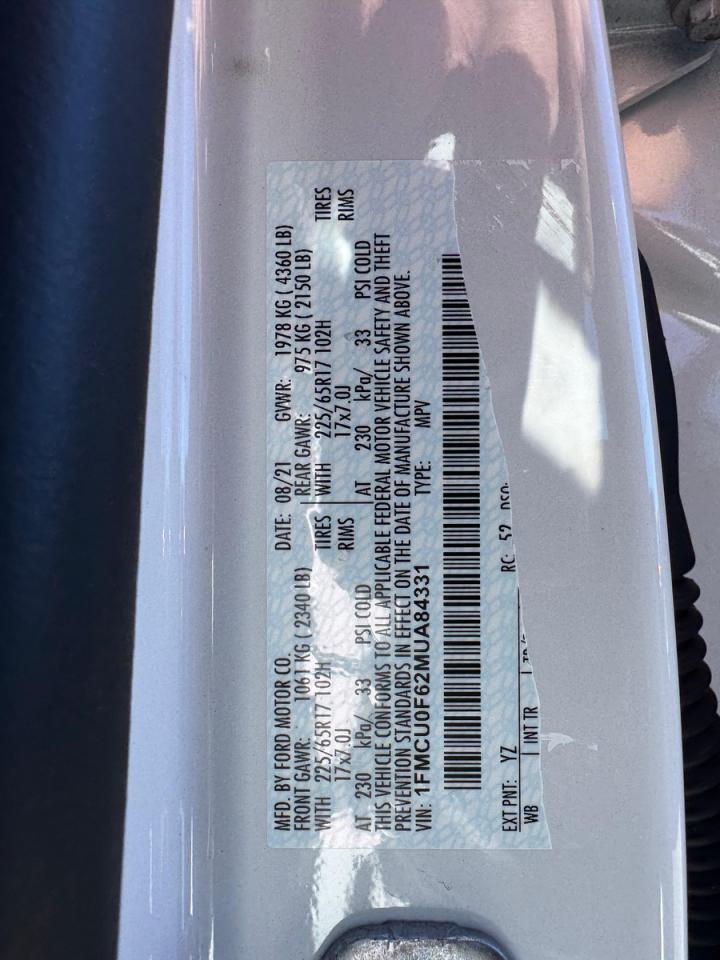 MFD. BY FORD MOTOR CO. DATE: 08/21 GVWR: 1978 KG ( 4360 LB)
FRONT GAWR: 1061 KG ( 2340 LB) REAR GAWR: 975 KG ( 2150 LB)
WITH 225/65R17 102H TIRES WITH 225/65R17 102H TIRES
17x7.0J RIMS 17x7.0J RIMS
AT 230 kPa/ 33 PSI COLD AT 230 kPa/ 33 PSI COLD
THIS VEHICLE CONFORMS TO ALL APPLICABLE FEDERAL MOTOR VEHICLE SAFETY AND THEFT
PREVENTION STANDARDS IN EFFECT ON THE DATE OF MANUFACTURE SHOWN ABOVE.
VIN: 1FMCU0F62MUA84331 TYPE: MPV
EXT PNT: YZ RC: 52 DSO:
WB INT TR